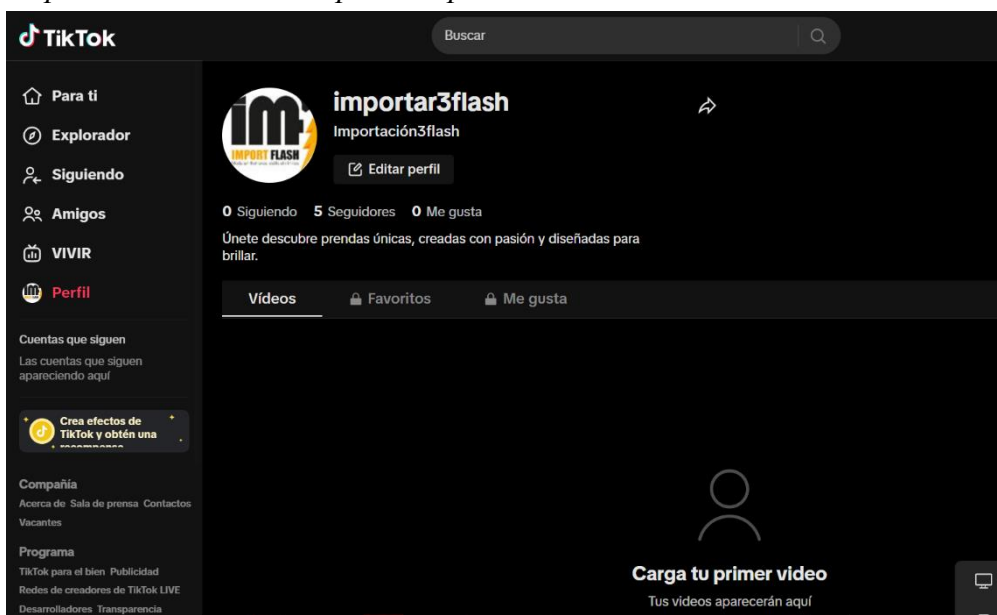 TikTok
Buscar
Para ti
Explorador
Siguiendo
Amigos
VIVIR
Perfil
Cuentas que siguen
Las cuentas que siguen
apareciendo aquí
Crea efectos de
TikTok y obtén una
Compañía
Acerca de Sala de prensa Contactos
Vacantes
Programa
TikTok para el bien Publicidad
Redes de creadores de TikTok LIVE
Desarrolladores Transparencia
im
IMPORT FLASH
importar3flash
Importación3flash
Editar perfil
0 Siguiendo 5 Seguidores 0 Me gusta
Únete descubre prendas únicas, creadas con pasión y diseñadas para
brillar.
Vídeos Favoritos Me gusta
Carga tu primer video
Tus videos aparecerán aquí